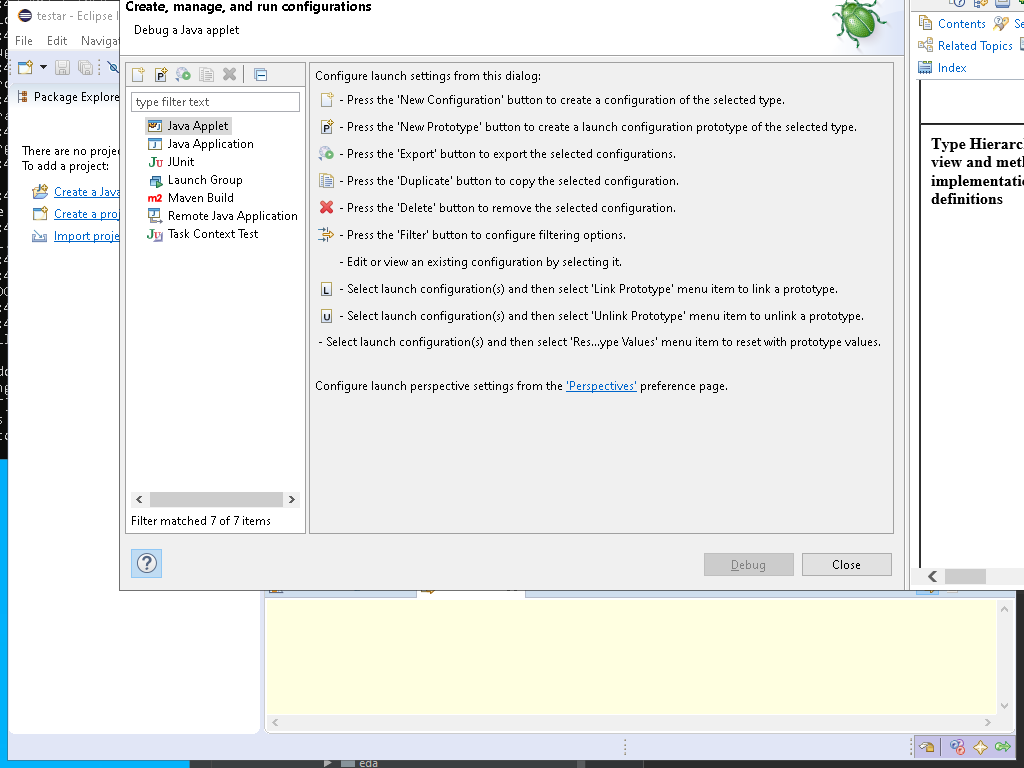 testar - Eclipse I
File Edit Naviga
Package Explore
There are no proje
To add a project:
Create a Java
Create a proj
Import proje
Create, manage, and run configurations
Debug a Java applet
type filter text
Java Applet
Java Application
JUnit
Launch Group
Maven Build
Remote Java Application
Task Context Test
Filter matched 7 of 7 items
Configure launch settings from this dialog:
- Press the 'New Configuration' button to create a configuration of the selected type.
- Press the 'New Prototype' button to create a launch configuration prototype of the selected type.
- Press the 'Export' button to export the selected configurations.
- Press the 'Duplicate' button to copy the selected configuration.
- Press the 'Delete' button to remove the selected configuration.
- Press the 'Filter' button to configure filtering options.
- Edit or view an existing configuration by selecting it.
- Select launch configuration(s) and then select 'Link Prototype' menu item to link a prototype.
- Select launch configuration(s) and then select 'Unlink Prototype' menu item to unlink a prototype.
- Select launch configuration(s) and then select 'Res...ype Values' menu item to reset with prototype values.
Configure launch perspective settings from the 'Perspectives' preference page.
Debug Close
Contents Se
Related Topics
Index
Type Hierarch
view and meth
implementatio
definitions
eda